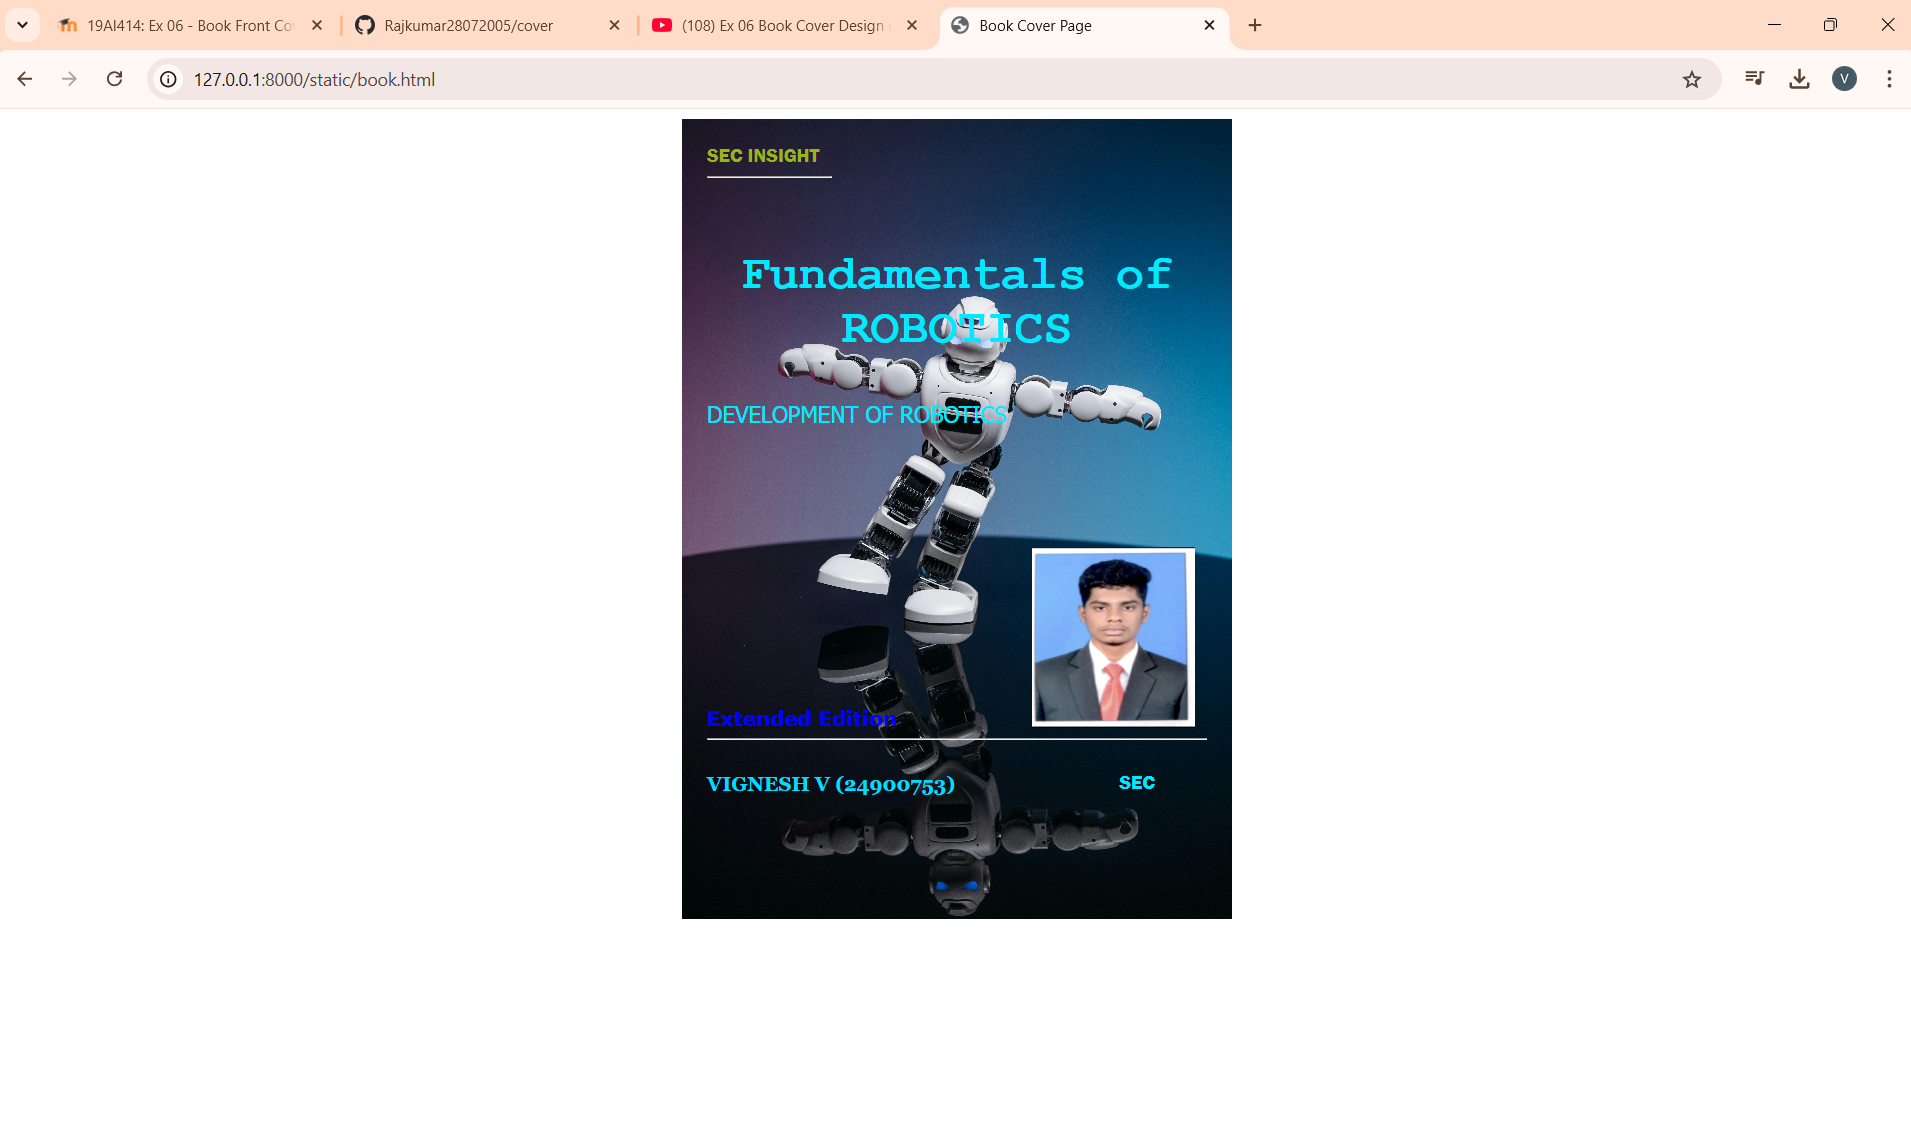 19AI414: Ex 06 - Book Front Co
Rajkumar28072005/cover
(108) Ex 06 Book Cover Design
Book Cover Page
127.0.0.1:8000/static/book.html
V
SEC INSIGHT
Fundamentals of
ROBOTICS
DEVELOPMENT OF ROBOTICS
Extended Edition
VIGNESH V (24900753)
SEC